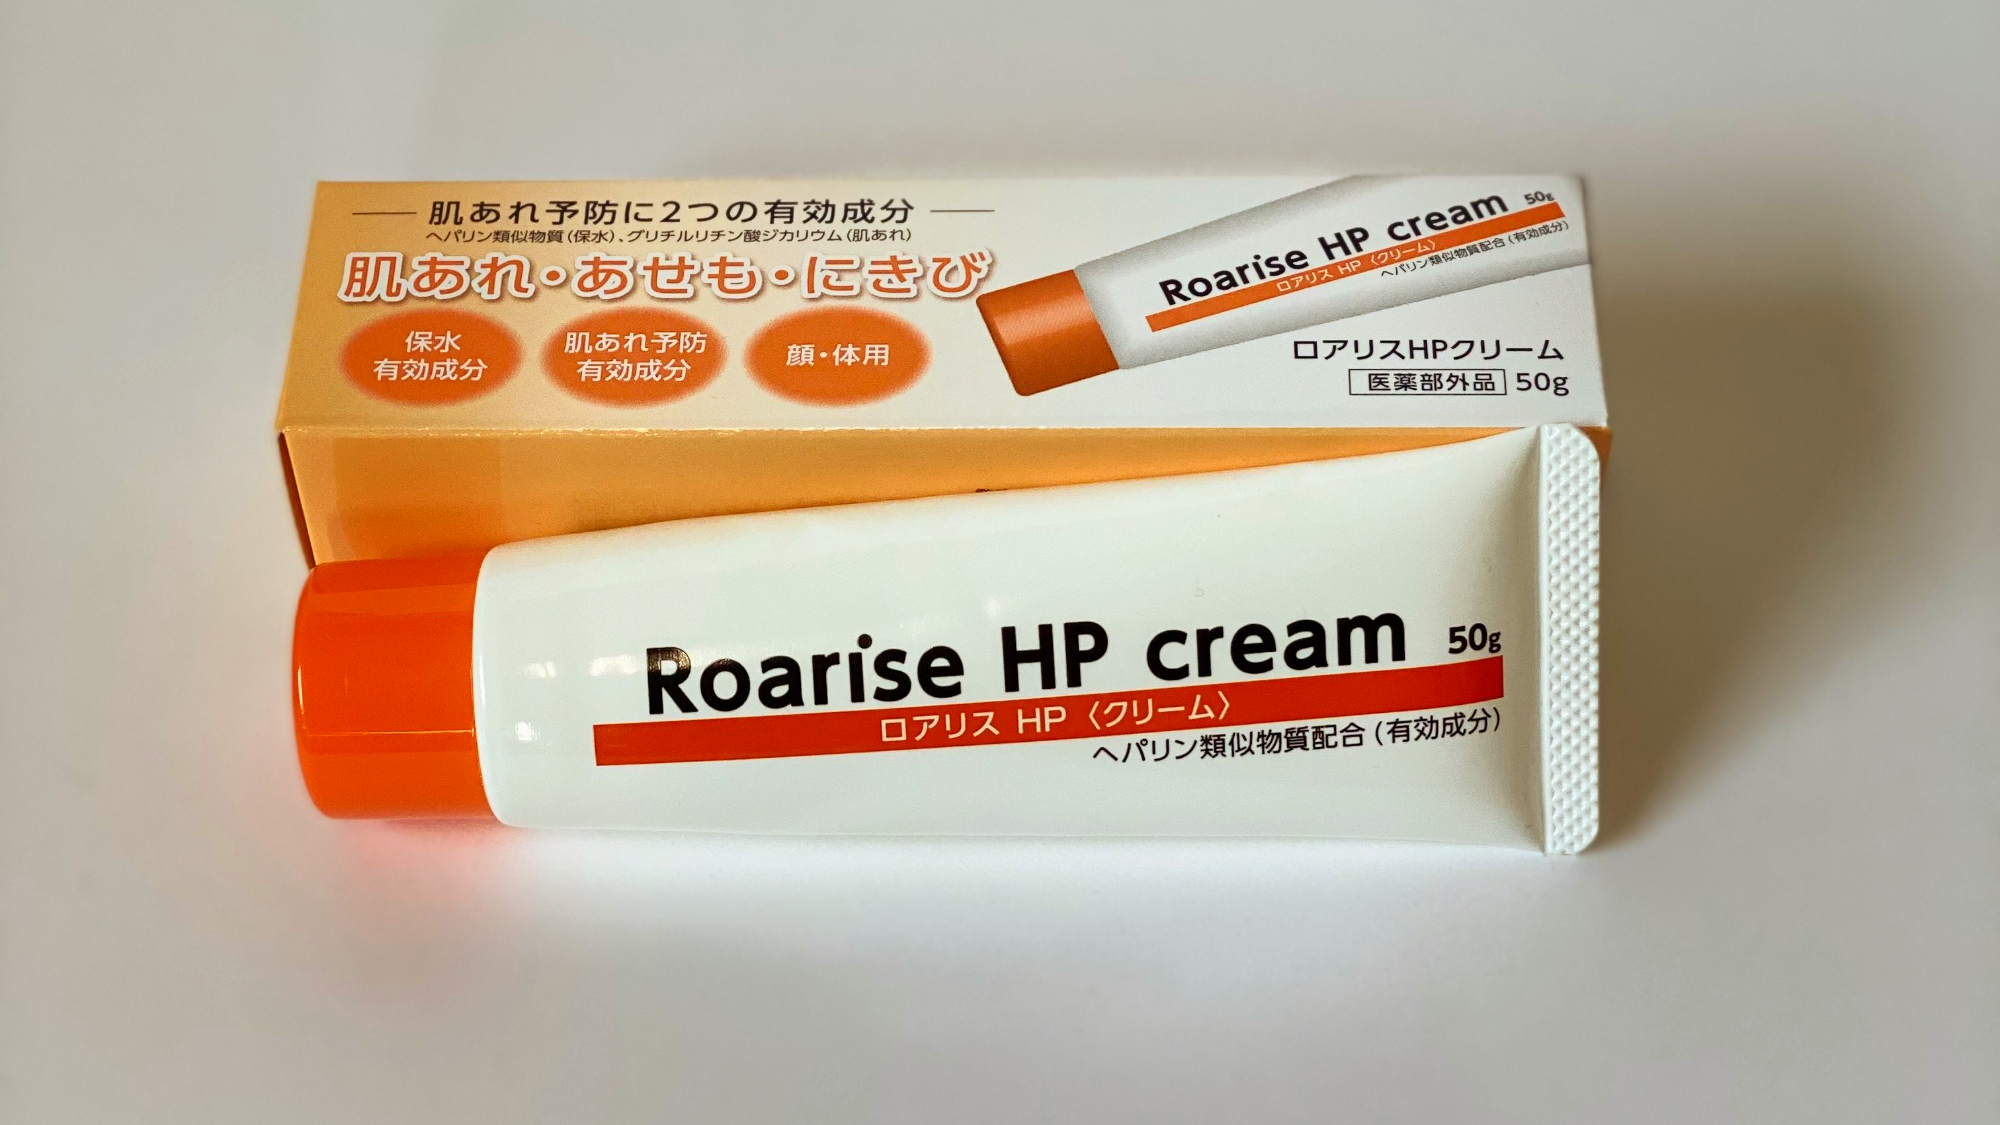 肌あれ予防に2つの有効成分
ヘパリン類似物質(保水)、グリチルリチン酸ジカリウム(肌あれ)
肌あれ・あせも・にきび
保水
有効成分
肌あれ予防
有効成分
顔・体用
Roarise HP cream 50g
ロアリス HP〈クリーム〉
ヘパリン類似物質配合(有効成分)
ロアリスHPクリーム
医薬部外品 50g
Roarise HP cream 50g
ロアリス HP〈クリーム〉
ヘパリン類似物質配合(有効成分)